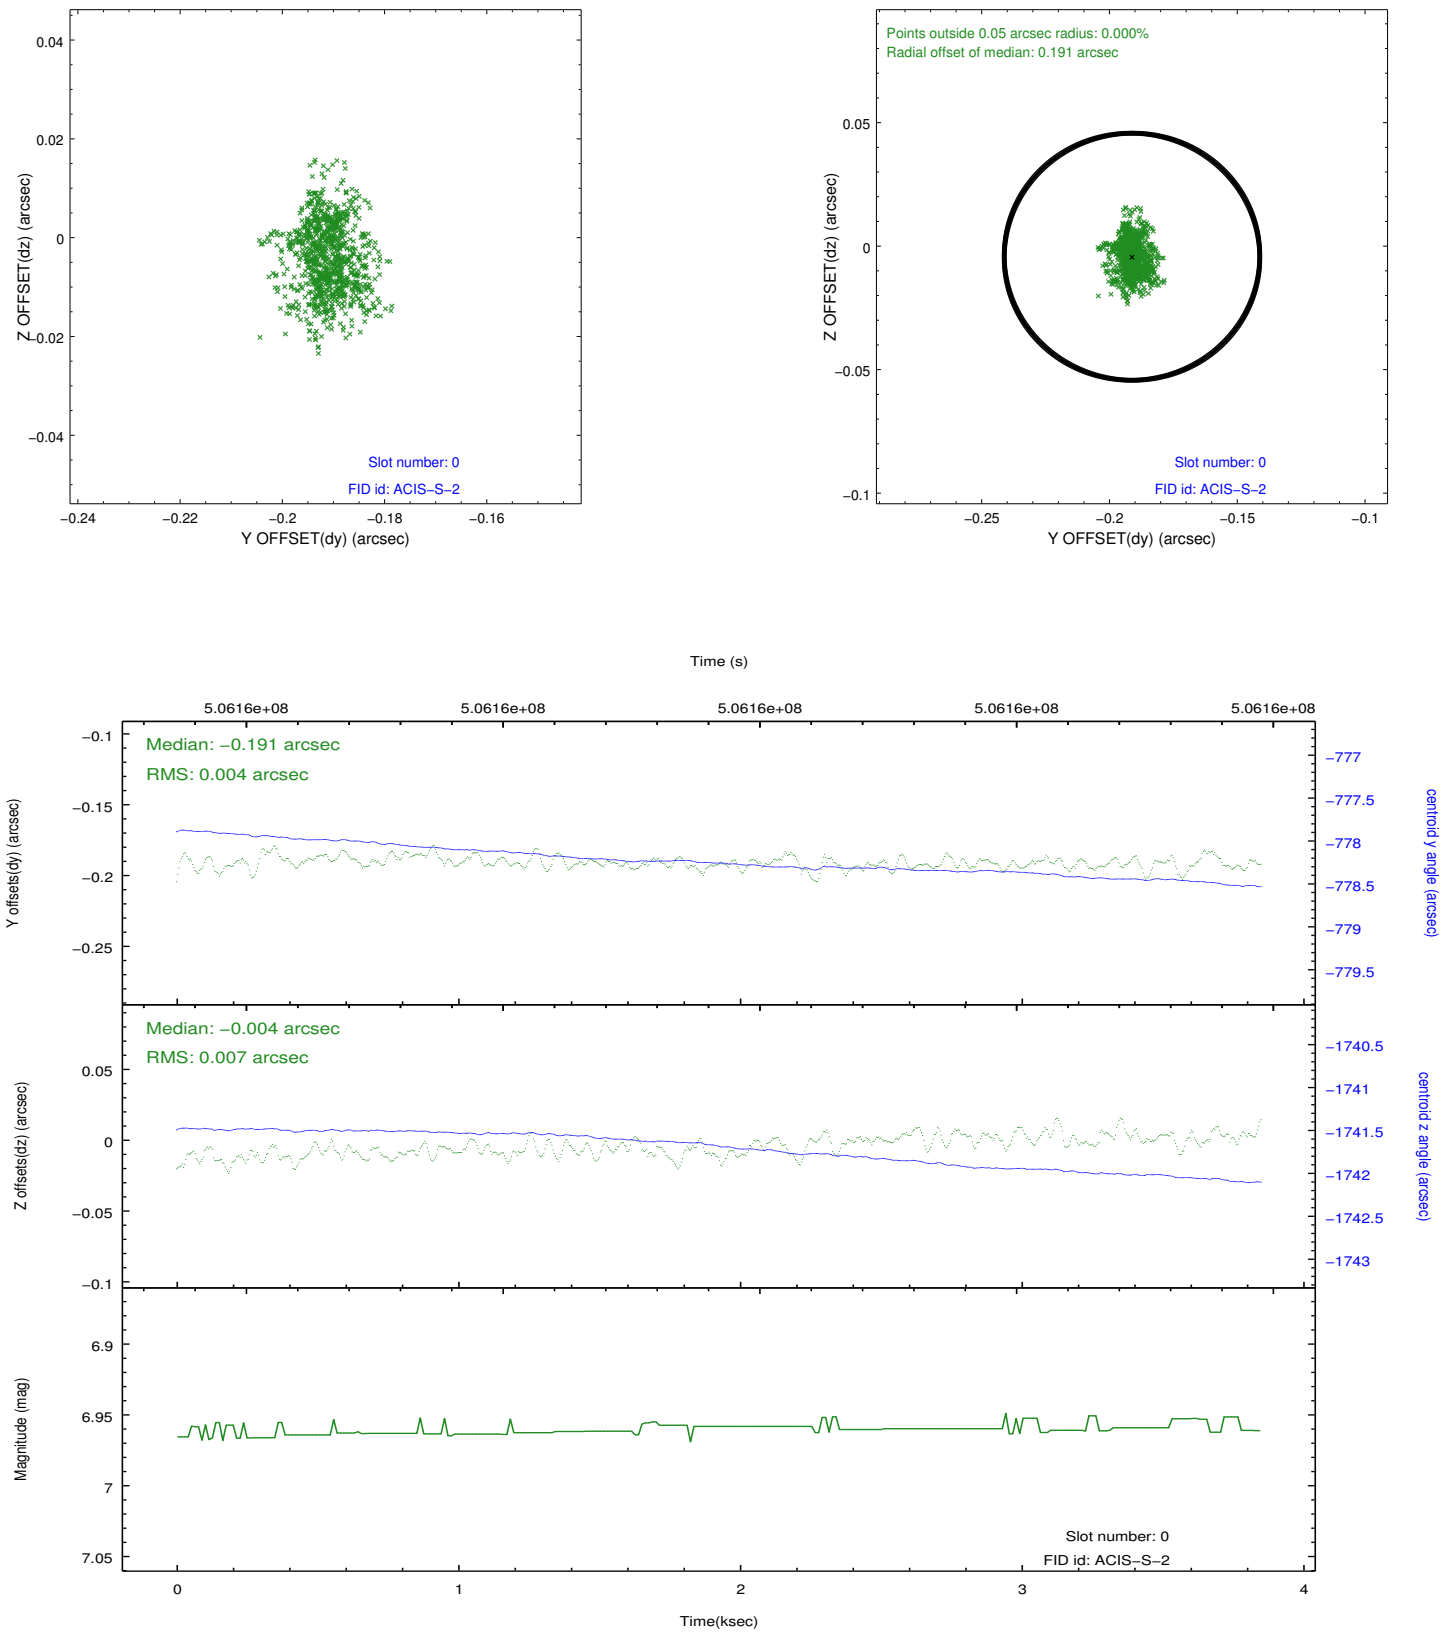 0.04
0.02
0
−0.02
−0.04
Z OFFSET(dz) (arcsec)
Slot number: 0
FID id: ACIS−S−2
−0.24
−0.22
−0.2
−0.18
−0.16
Y OFFSET(dy) (arcsec)
Points outside 0.05 arcsec radius: 0.000%
Radial offset of median: 0.191 arcsec
0.05
0
−0.05
−0.1
Z OFFSET(dz) (arcsec)
Slot number: 0
FID id: ACIS−S−2
−0.25
−0.2
−0.15
−0.1
Y OFFSET(dy) (arcsec)
Time (s)
5.0616e+08
5.0616e+08
5.0616e+08
5.0616e+08
5.0616e+08
Median: −0.191 arcsec
RMS: 0.004 arcsec
−0.1
−0.15
−0.2
−0.25
Y offsets(dy) (arcsec)
−777
−777.5
−778
−778.5
−779
−779.5
centroid y angle (arcsec)
Median: −0.004 arcsec
RMS: 0.007 arcsec
0.05
0
−0.05
−0.1
Z offsets(dz) (arcsec)
−1740.5
−1741
−1741.5
−1742
−1742.5
−1743
centroid z angle (arcsec)
6.9
6.95
7
7.05
Magnitude (mag)
Slot number: 0
FID id: ACIS−S−2
0
1
2
3
4
Time(ksec)